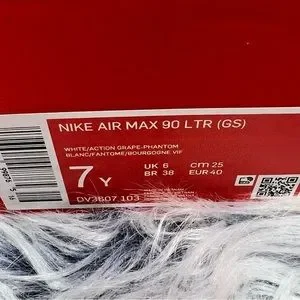 NIKE AIR MAX 90 LTR (GS)
WHITE/ACTION GRAPE-PHANTOM
BLANC/FANTOME/BOURGOGNE VIF
7 Y
UK 6 cm 25
BR 38 EUR 40
DV3607 103